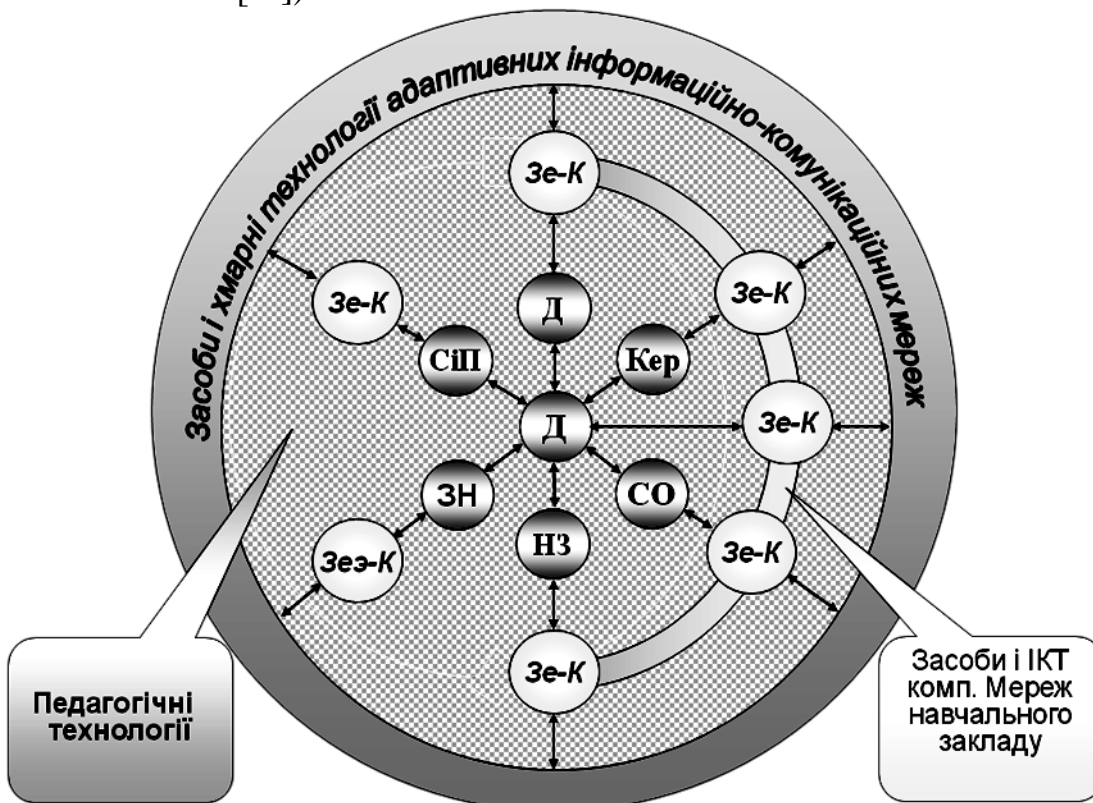 Засоби і хмарні технології адаптивних інформаційно-комунікаційних мереж
Зе-К
Зе-К
Зе-К
Д
СіП
Кер
Д
Зе-К
ЗН
СО
НЗ
Зеэ-К
Зе-К
Зе-К
Педагогічні
технології
Засоби і ІКТ
комп. Мереж
навчального
закладу